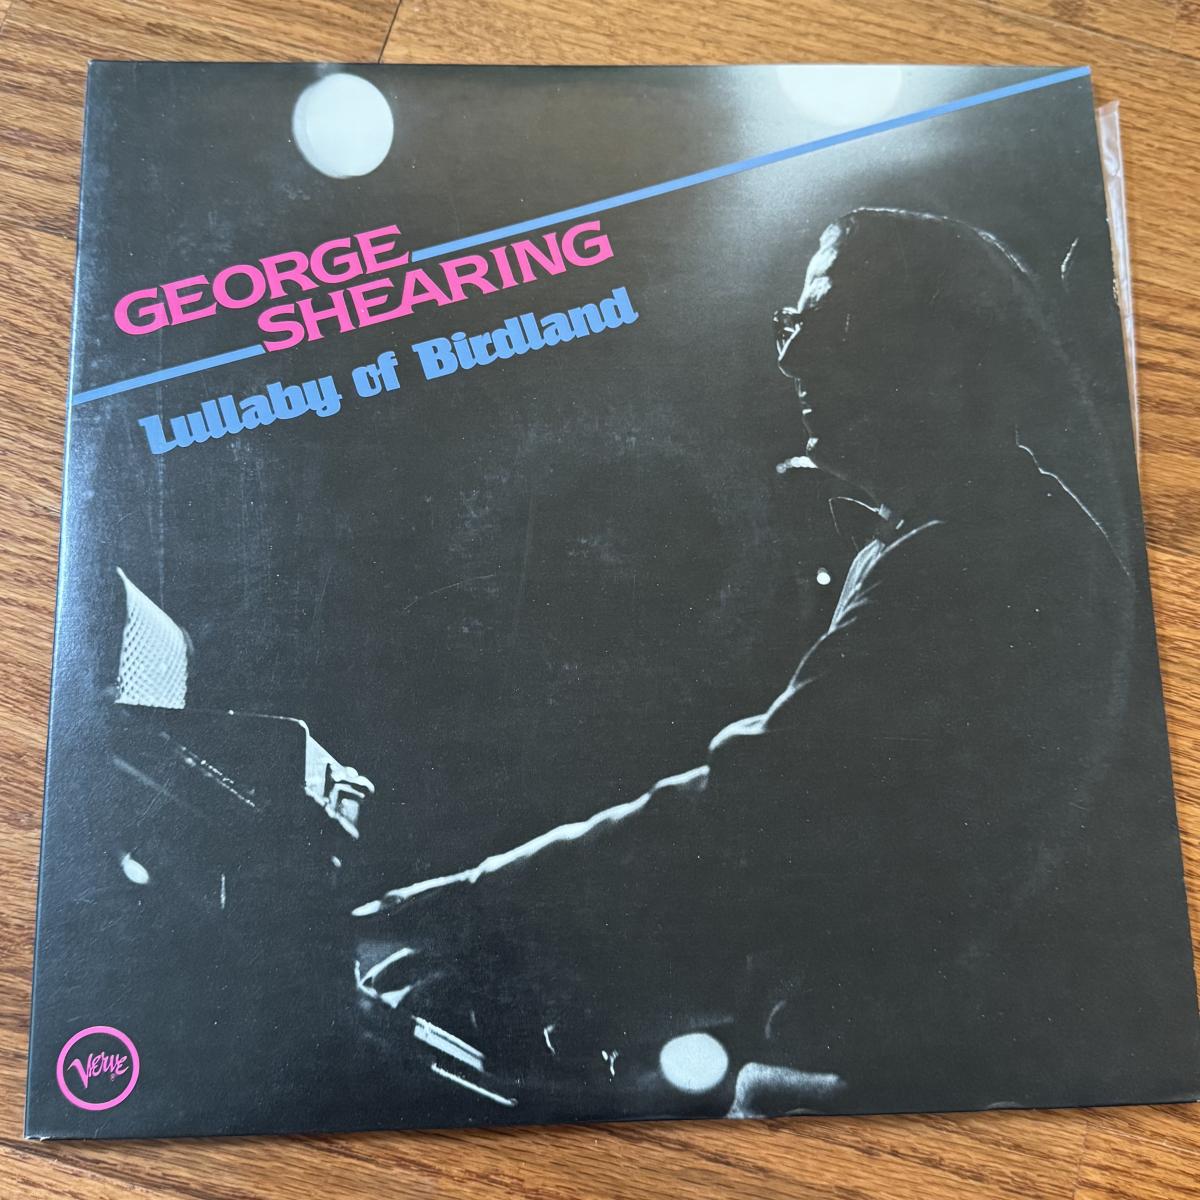 GEORGE
SHEARING
Lullaby of Birdland
Verve